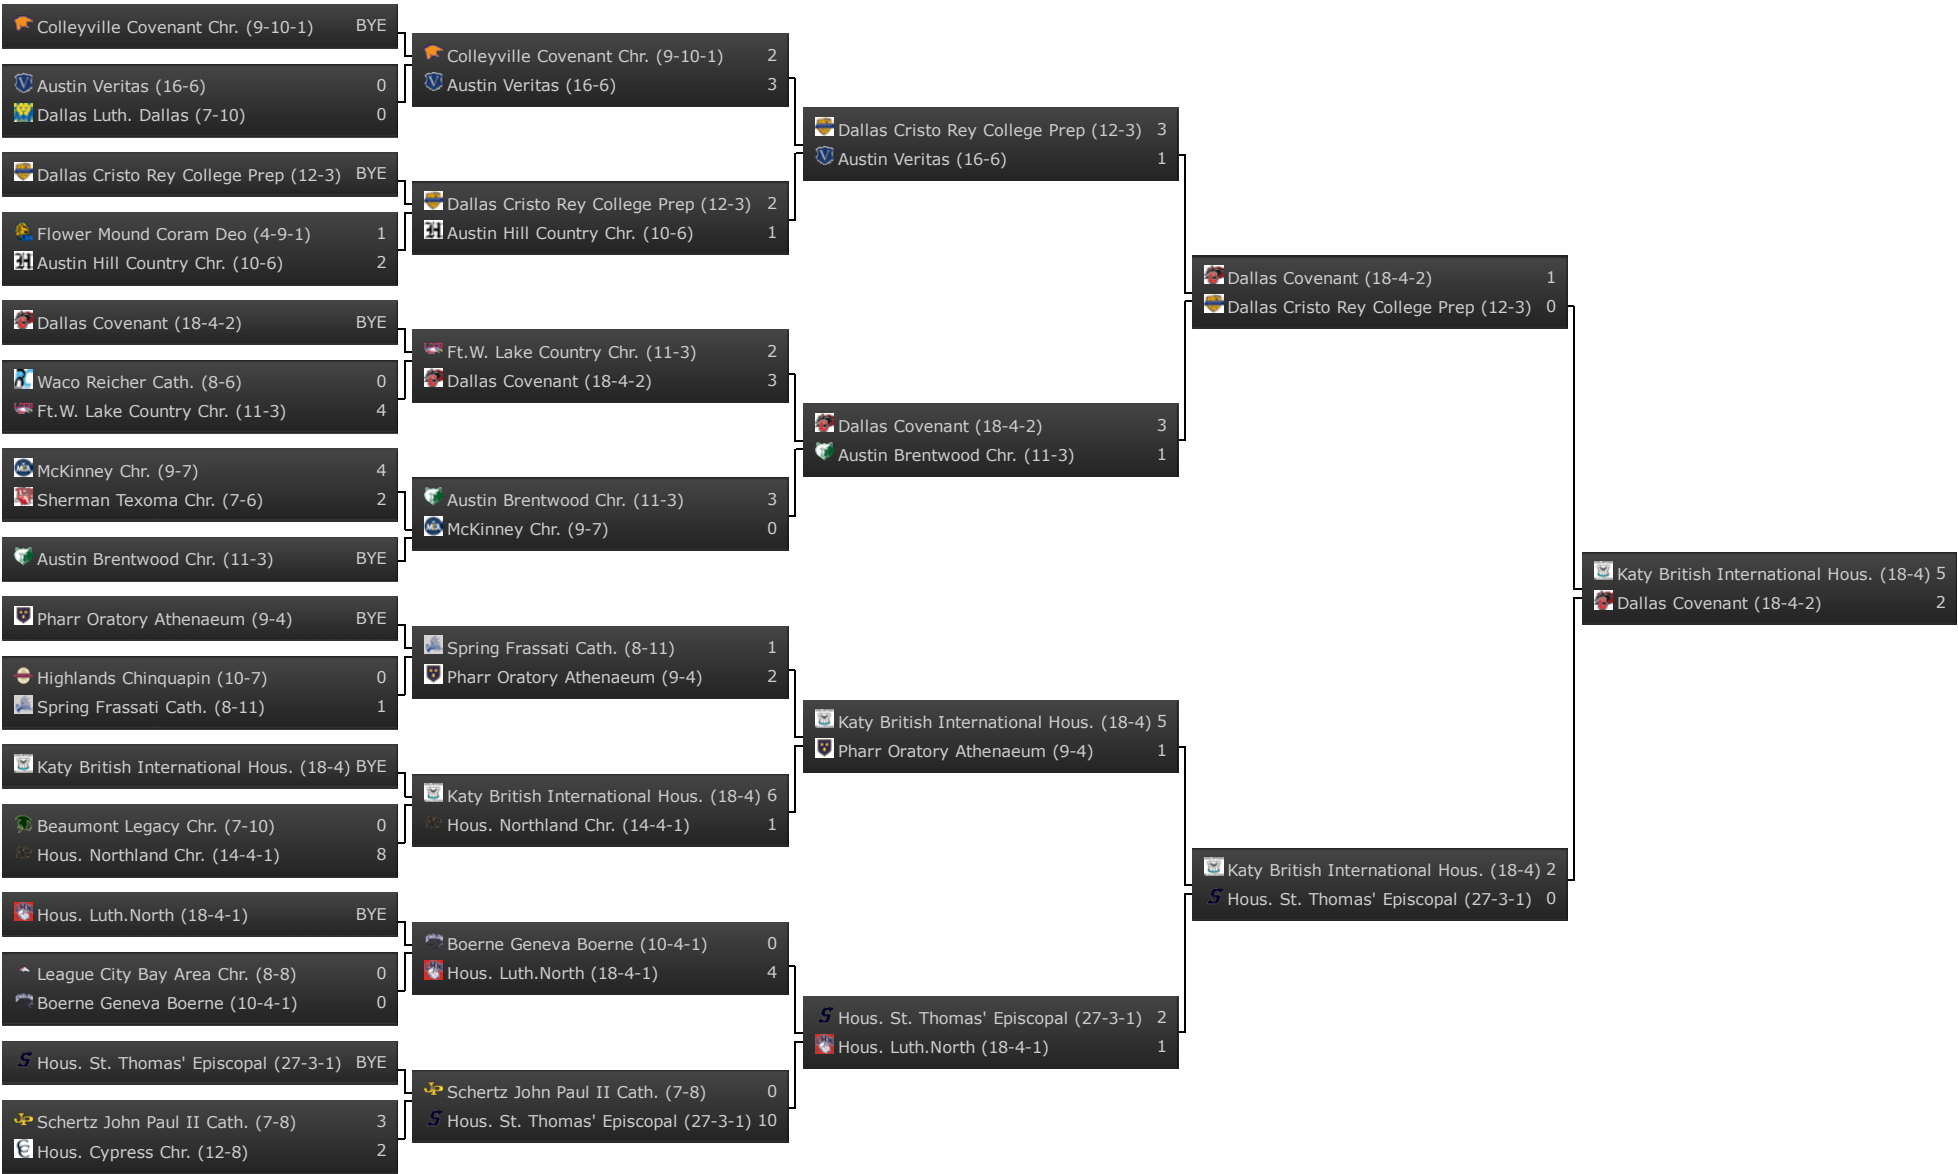 Colleyville Covenant Chr. (9-10-1) BYE
Austin Veritas (16-6) 0
Dallas Luth. Dallas (7-10) 0
Dallas Cristo Rey College Prep (12-3) BYE
Flower Mound Coram Deo (4-9-1) 1
Austin Hill Country Chr. (10-6) 2
Dallas Covenant (18-4-2) BYE
Waco Reicher Cath. (8-6) 0
Ft.W. Lake Country Chr. (11-3) 4
McKinney Chr. (9-7) 4
Sherman Texoma Chr. (7-6) 2
Austin Brentwood Chr. (11-3) BYE
Pharr Oratory Athenaeum (9-4) BYE
Highlands Chinquapin (10-7) 0
Spring Frassati Cath. (8-11) 1
Katy British International Hous. (18-4) BYE
Beaumont Legacy Chr. (7-10) 0
Hous. Northland Chr. (14-4-1) 8
Hous. Luth.North (18-4-1) BYE
League City Bay Area Chr. (8-8) 0
Boerne Geneva Boerne (10-4-1) 0
Hous. St. Thomas' Episcopal (27-3-1) BYE
Schertz John Paul II Cath. (7-8) 3
Hous. Cypress Chr. (12-8) 2
Colleyville Covenant Chr. (9-10-1) 2
Austin Veritas (16-6) 3
Dallas Cristo Rey College Prep (12-3) 2
Austin Hill Country Chr. (10-6) 1
Ft.W. Lake Country Chr. (11-3) 2
Dallas Covenant (18-4-2) 3
Austin Brentwood Chr. (11-3) 3
McKinney Chr. (9-7) 0
Spring Frassati Cath. (8-11) 1
Pharr Oratory Athenaeum (9-4) 2
Katy British International Hous. (18-4) 6
Hous. Northland Chr. (14-4-1) 1
Boerne Geneva Boerne (10-4-1) 0
Hous. Luth.North (18-4-1) 4
Schertz John Paul II Cath. (7-8) 0
Hous. St. Thomas' Episcopal (27-3-1) 10
Dallas Cristo Rey College Prep (12-3) 3
Austin Veritas (16-6) 1
Dallas Covenant (18-4-2) 3
Austin Brentwood Chr. (11-3) 1
Katy British International Hous. (18-4) 5
Pharr Oratory Athenaeum (9-4) 1
Hous. St. Thomas' Episcopal (27-3-1) 2
Hous. Luth.North (18-4-1) 1
Dallas Covenant (18-4-2) 1
Dallas Cristo Rey College Prep (12-3) 0
Katy British International Hous. (18-4) 2
Hous. St. Thomas' Episcopal (27-3-1) 0
Katy British International Hous. (18-4) 5
Dallas Covenant (18-4-2) 2